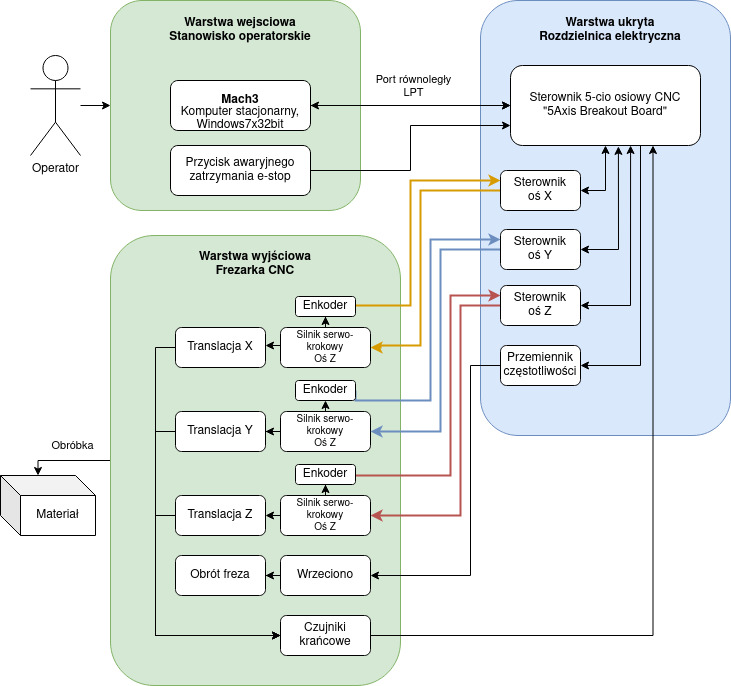 Warstwa wejsciowa
Stanowisko operatorskie
Mach3
Komputer stacjonarny,
Windows7x32bit
Przycisk awaryjnego
zatrzymania e-stop
Operator
Port równoległy
LPT
Warstwa ukryta
Rozdzielnica elektryczna
Sterownik 5-cio osiowy CNC
"5Axis Breakout Board"
Sterownik
oś X
Sterownik
oś Y
Sterownik
oś Z
Przemiennik
częstotliwości
Warstwa wyjściowa
Frezarka CNC
Enkoder
Translacja X
Silnik serwo-
krokowy
Oś Z
Enkoder
Translacja Y
Silnik serwo-
krokowy
Oś Z
Enkoder
Translacja Z
Silnik serwo-
krokowy
Oś Z
Obrót freza
Wrzeciono
Czujniki
krańcowe
Obróbka
Materiał